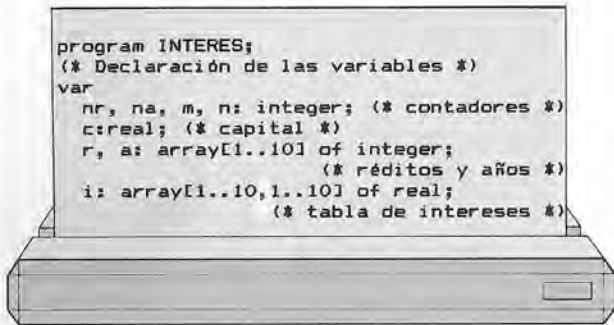 program INTERES;
(* Declaración de las variables *)
var
nr, na, m, n: integer; (* contadores *)
c:real; (* capital *)
r, a: array[1..10] of integer;
(* réditos y años *)
i: array[1..10,1..10] of real;
(* tabla de intereses *)